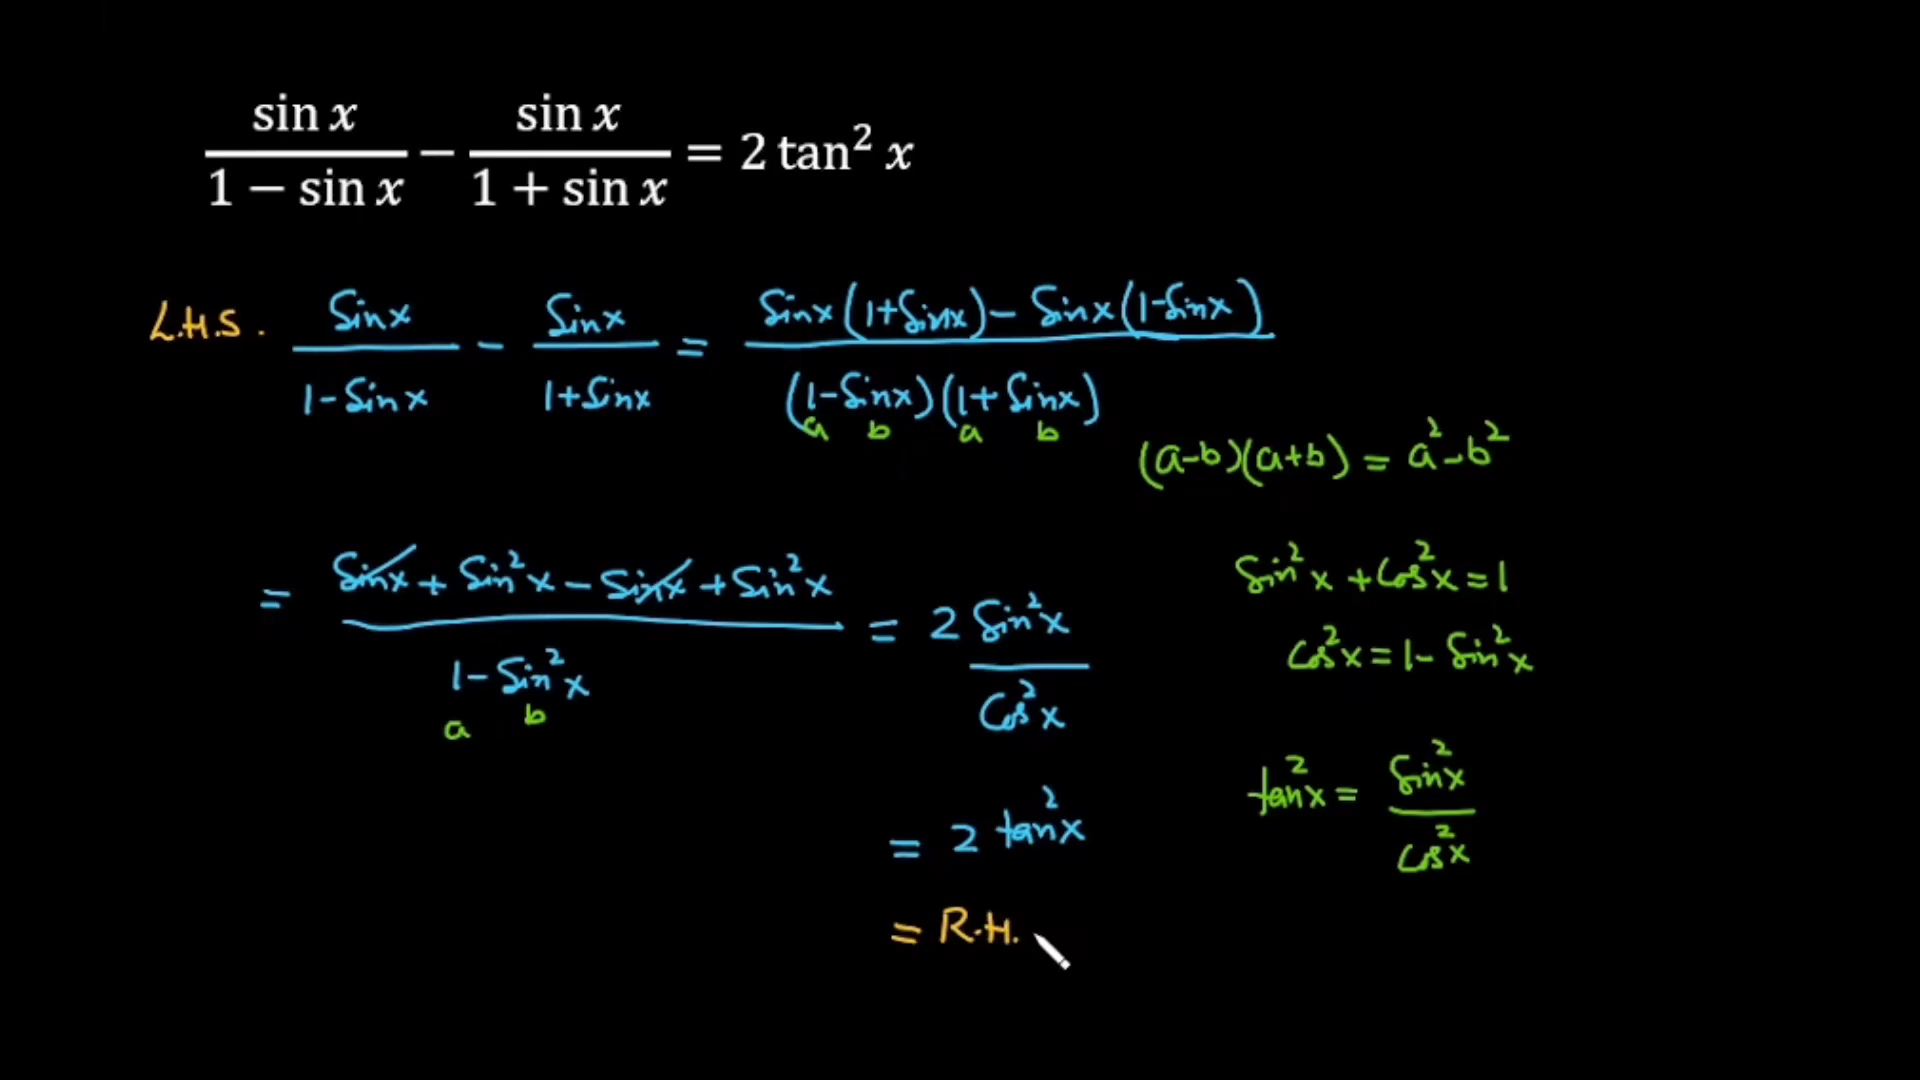 sin x / (1 − sin x) − sin x / (1 + sin x) = 2 tan² x
L.H.S. Sinx / (1-Sinx) - Sinx / (1+Sinx) = (Sinx(1+Sinx) - Sinx(1-Sinx)) / ((1-Sinx)(1+Sinx))
a b a b
(a-b)(a+b) = a²-b²
= (Sinx + Sin²x - Sinx + Sin²x) / (1-Sin²x) = 2 Sin²x / Cos²x
a b
Sin²x + Cos²x = 1
Cos²x = 1- Sin²x
tan²x = Sin²x / Cos²x
= 2 tan²x
= R.H.